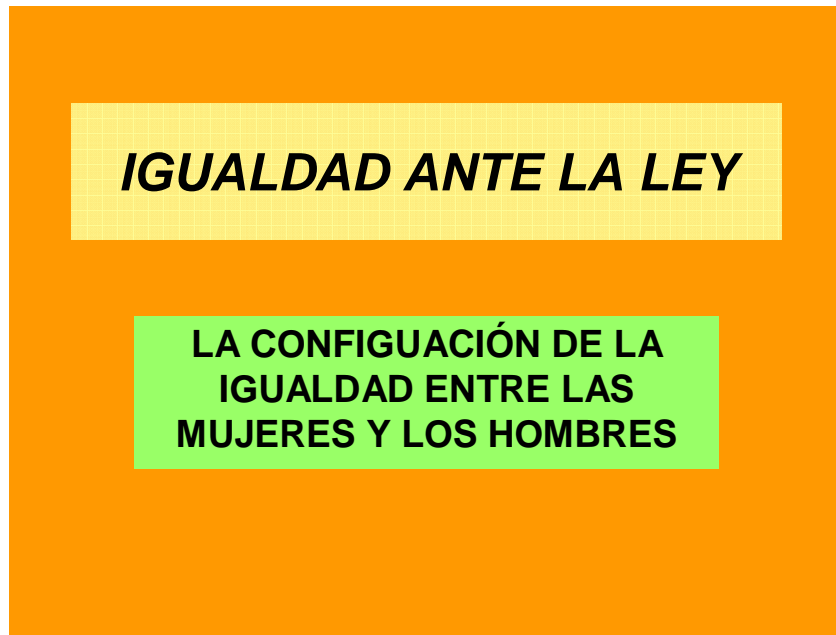 IGUALDAD ANTE LA LEY
LA CONFIGUACIÓN DE LA
IGUALDAD ENTRE LAS
MUJERES Y LOS HOMBRES